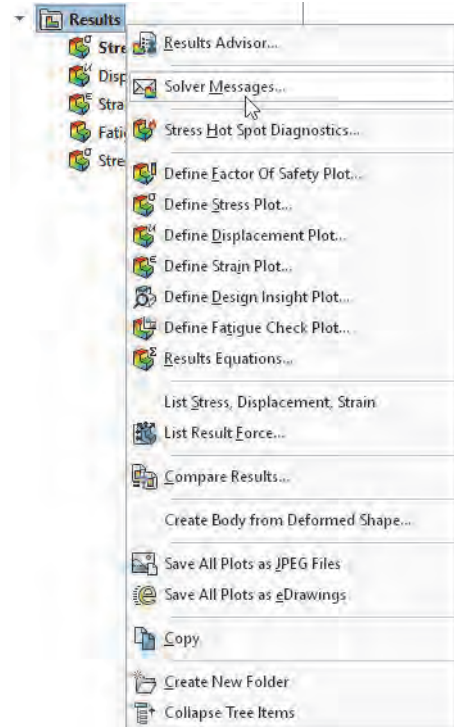 Results
Stre
Disp
Stra
Fati
Stre
Results Advisor...
Solver Messages...
Stress Hot Spot Diagnostics...
Define Factor Of Safety Plot...
Define Stress Plot...
Define Displacement Plot...
Define Strain Plot...
Define Design Insight Plot...
Define Fatigue Check Plot...
Results Equations...
List Stress, Displacement, Strain
List Result Force...
Compare Results...
Create Body from Deformed Shape...
Save All Plots as JPEG Files
Save All Plots as eDrawings
Copy
Create New Folder
Collapse Tree Items